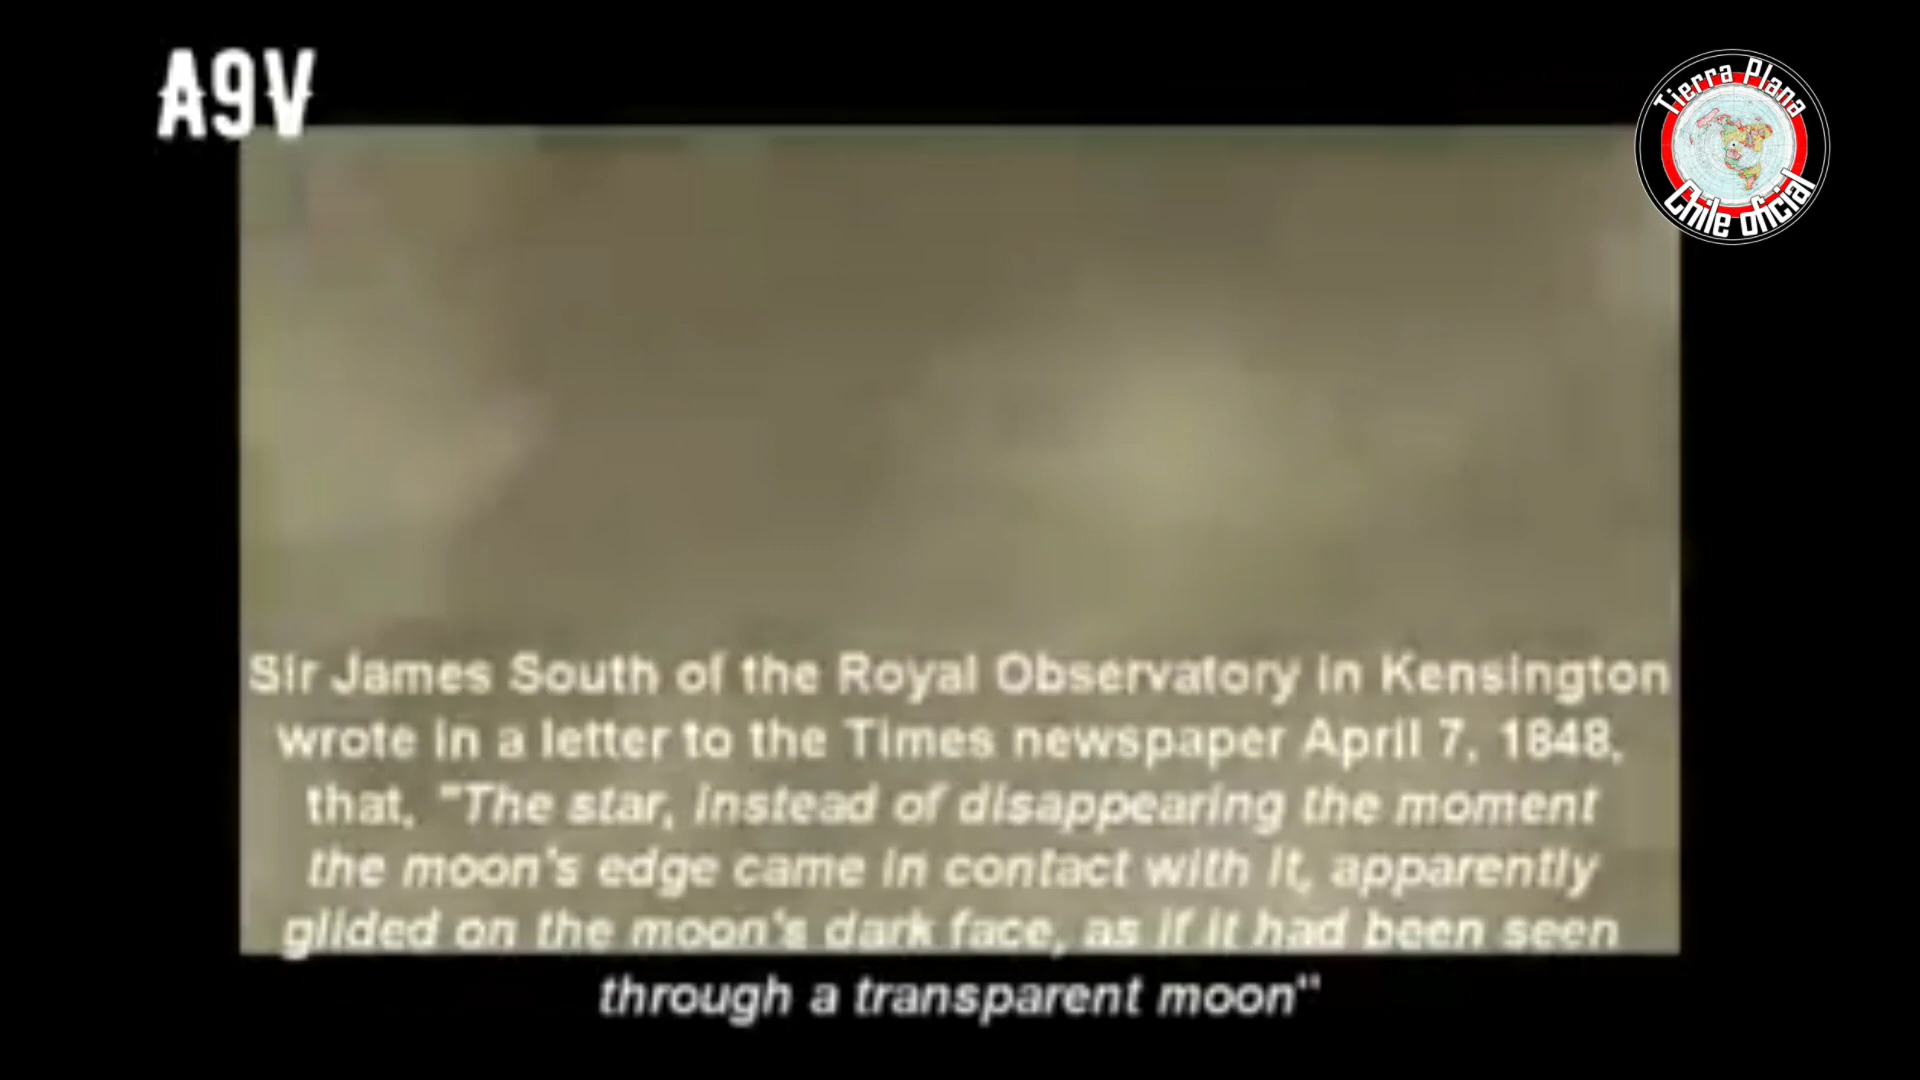 A9V
Tierra Plana
Chile oficial
Sir James South of the Royal Observatory in Kensington
wrote in a letter to the Times newspaper April 7, 1848,
that, "The star, instead of disappearing the moment
the moon's edge came in contact with it, apparently
glided on the moon's dark face, as if it had been seen
through a transparent moon"